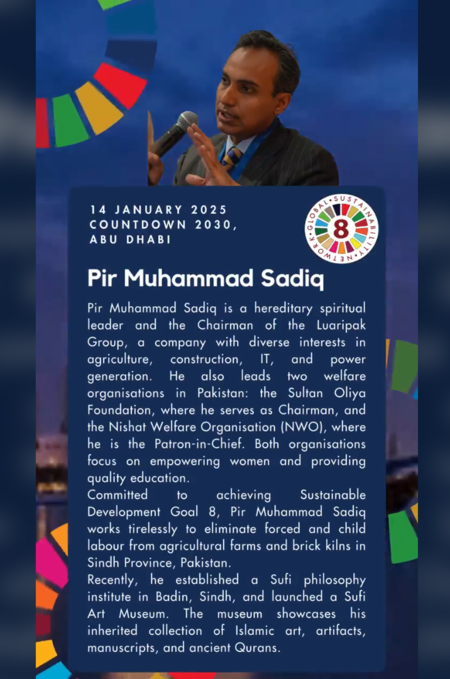 14 JANUARY 2025
COUNTDOWN 2030,
ABU DHABI
GLOBAL • SUSTAINABILITY • NETWORK •
8
Pir Muhammad Sadiq
Pir Muhammad Sadiq is a hereditary spiritual
leader and the Chairman of the Luaripak
Group, a company with diverse interests in
agriculture, construction, IT, and power
generation. He also leads two welfare
organisations in Pakistan: the Sultan Oliya
Foundation, where he serves as Chairman, and
the Nishat Welfare Organisation (NWO), where
he is the Patron-in-Chief. Both organisations
focus on empowering women and providing
quality education.
Committed to achieving Sustainable
Development Goal 8, Pir Muhammad Sadiq
works tirelessly to eliminate forced and child
labour from agricultural farms and brick kilns in
Sindh Province, Pakistan.
Recently, he established a Sufi philosophy
institute in Badin, Sindh, and launched a Sufi
Art Museum. The museum showcases his
inherited collection of Islamic art, artifacts,
manuscripts, and ancient Qurans.